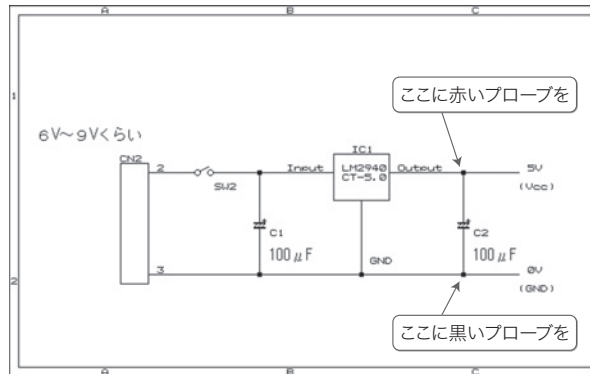 A B C
1
ここに赤いプローブを
6V～9Vくらい
CN2
2
SW2
Input
IC1
LM2940
CT-5.0
Output
5V
(Vcc)
C1
100μF
C2
100μF
GND
3
0V
(GND)
2
ここに黒いプローブを
A B C